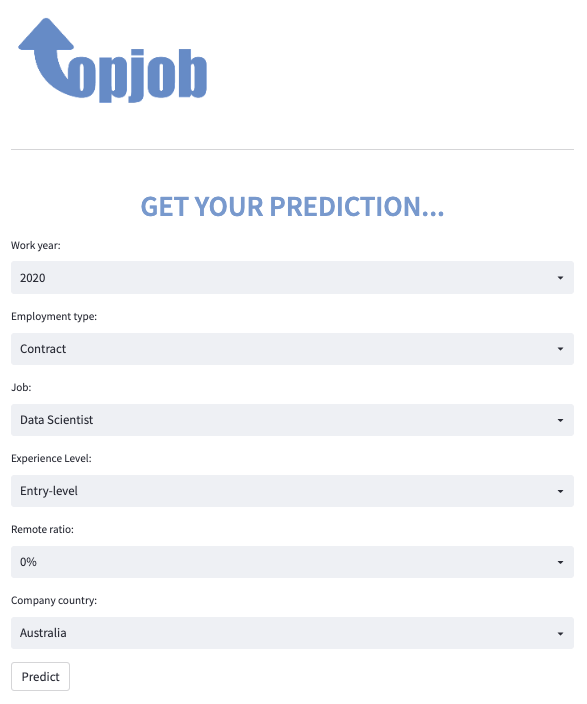 opjob
GET YOUR PREDICTION...
Work year:
2020
Employment type:
Contract
Job:
Data Scientist
Experience Level:
Entry-level
Remote ratio:
0%
Company country:
Australia
Predict